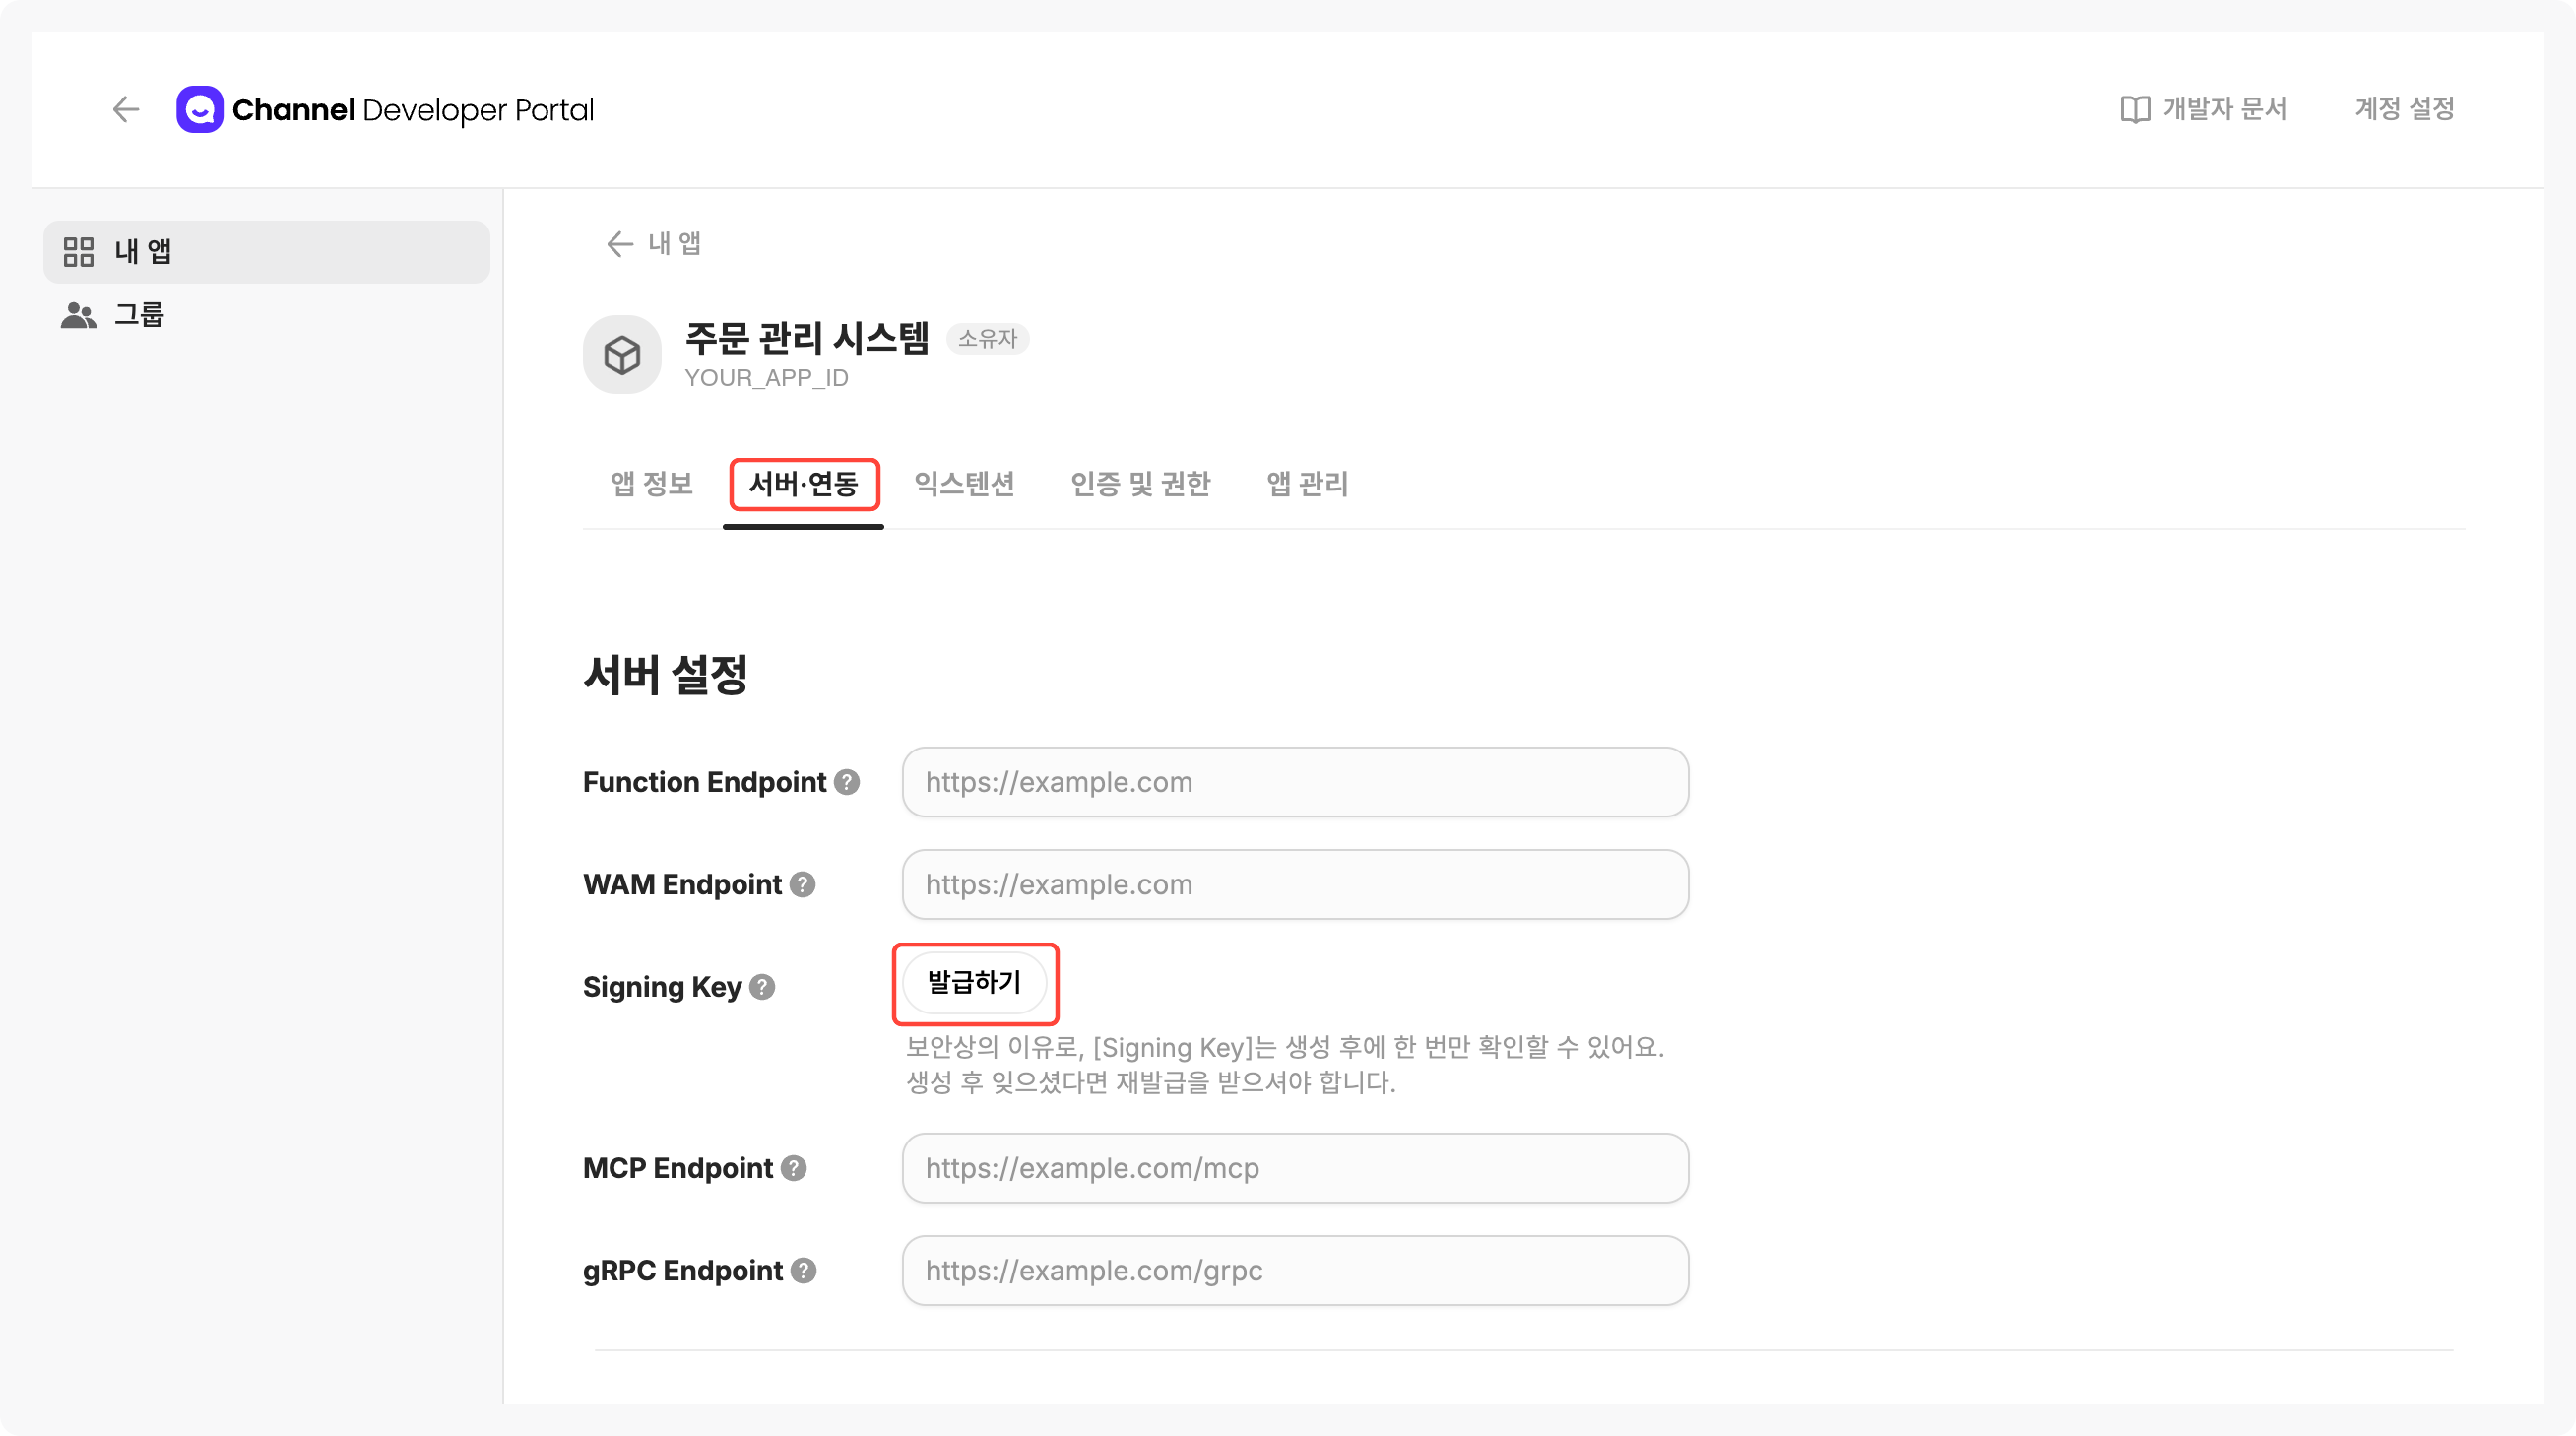 Channel Developer Portal
개발자 문서
계정 설정
내 앱
그룹
내 앱
주문 관리 시스템
소유자
YOUR_APP_ID
앱 정보
서버·연동
익스텐션
인증 및 권한
앱 관리
서버 설정
Function Endpoint ?
https://example.com
WAM Endpoint ?
https://example.com
Signing Key ?
발급하기
보안상의 이유로, [Signing Key]는 생성 후에 한 번만 확인할 수 있어요.
생성 후 잊으셨다면 재발급을 받으셔야 합니다.
MCP Endpoint ?
https://example.com/mcp
gRPC Endpoint ?
https://example.com/grpc